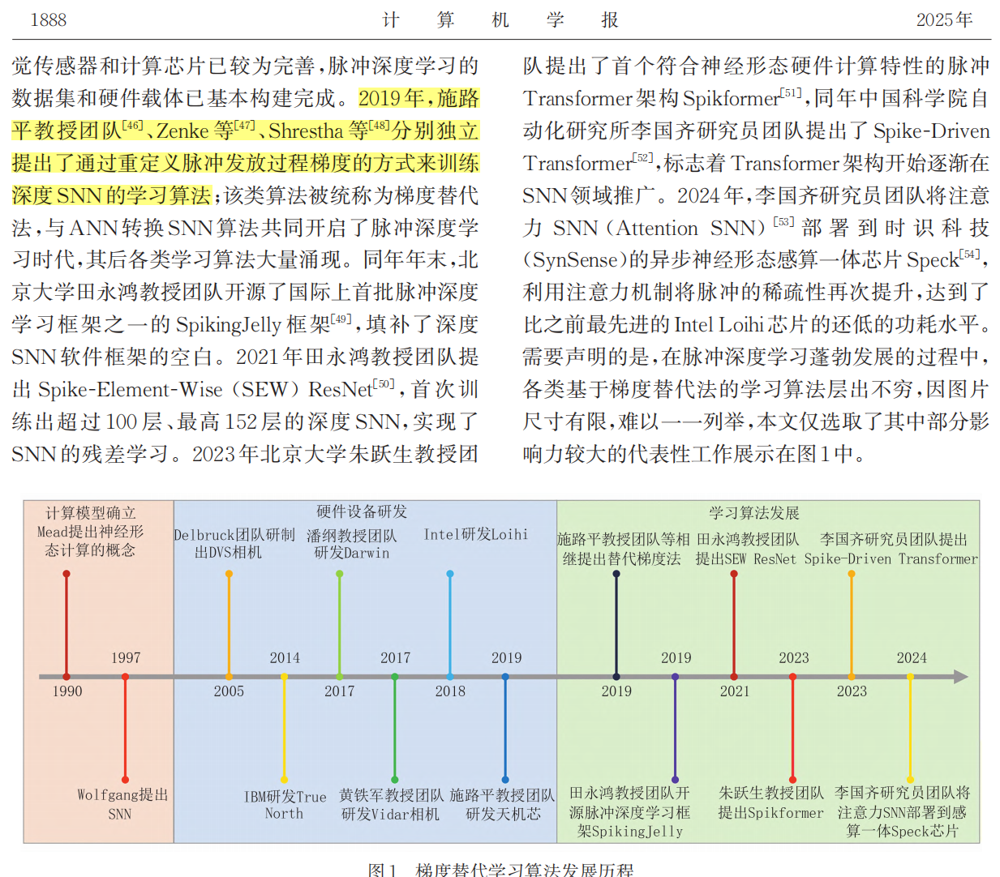 1888
计算机学报
2025年
觉传感器和计算芯片已较为完善,脉冲深度学习的
数据集和硬件载体已基本构建完成。2019年,施路
平教授团队[46]、Zenke等[47]、Shrestha等[48]分别独立
提出了通过重定义脉冲发放过程梯度的方式来训练
深度SNN的学习算法;该类算法被统称为梯度替代
法,与ANN转换SNN算法共同开启了脉冲深度学
习时代,其后各类学习算法大量涌现。同年年末,北
京大学田永鸿教授团队开源了国际上首批脉冲深度
学习框架之一的SpikingJelly框架[49],填补了深度
SNN软件框架的空白。2021年田永鸿教授团队提
出Spike-Element-Wise(SEW)ResNet[50],首次训
练出超过100层、最高152层的深度SNN,实现了
SNN的残差学习。2023年北京大学朱跃生教授团
队提出了首个符合神经形态硬件计算特性的脉冲
Transformer架构Spikformer[51],同年中国科学院自
动化研究所李国齐研究员团队提出了Spike-Driven
Transformer[52],标志着Transformer架构开始逐渐在
SNN领域推广。2024年,李国齐研究员团队将注意
力SNN(Attention SNN)[53]部署到时识科技
(SynSense)的异步神经形态感算一体芯片Speck[54],
利用注意力机制将脉冲的稀疏性再次提升,达到了
比之前最先进的Intel Loihi芯片的还低的功耗水平。
需要声明的是,在脉冲深度学习蓬勃发展的过程中,
各类基于梯度替代法的学习算法层出不穷,因图片
尺寸有限,难以一一列举,本文仅选取了其中部分影
响力较大的代表性工作展示在图1中。
计算模型确立
Mead提出神经形
态计算的概念
1990
1997
Wolfgang提出
SNN
硬件设备研发
Delbruck团队研制
出DVS相机
2005
2014
IBM研发True
North
潘纲教授团队
研发Darwin
2017
2017
黄铁军教授团队
研发Vidar相机
Intel研发Loihi
2018
2019
施路平教授团队
研发天机芯
学习算法发展
施路平教授团队等相
继提出替代梯度法
2019
2019
田永鸿教授团队开
源脉冲深度学习框
架SpikingJelly
田永鸿教授团队
提出SEW ResNet
2021
2023
朱跃生教授团队
提出Spikformer
李国齐研究员团队提出
Spike-Driven Transformer
2023
2024
李国齐研究员团队将
注意力SNN部署到感
算一体Speck芯片
图1 梯度替代学习算法发展历程